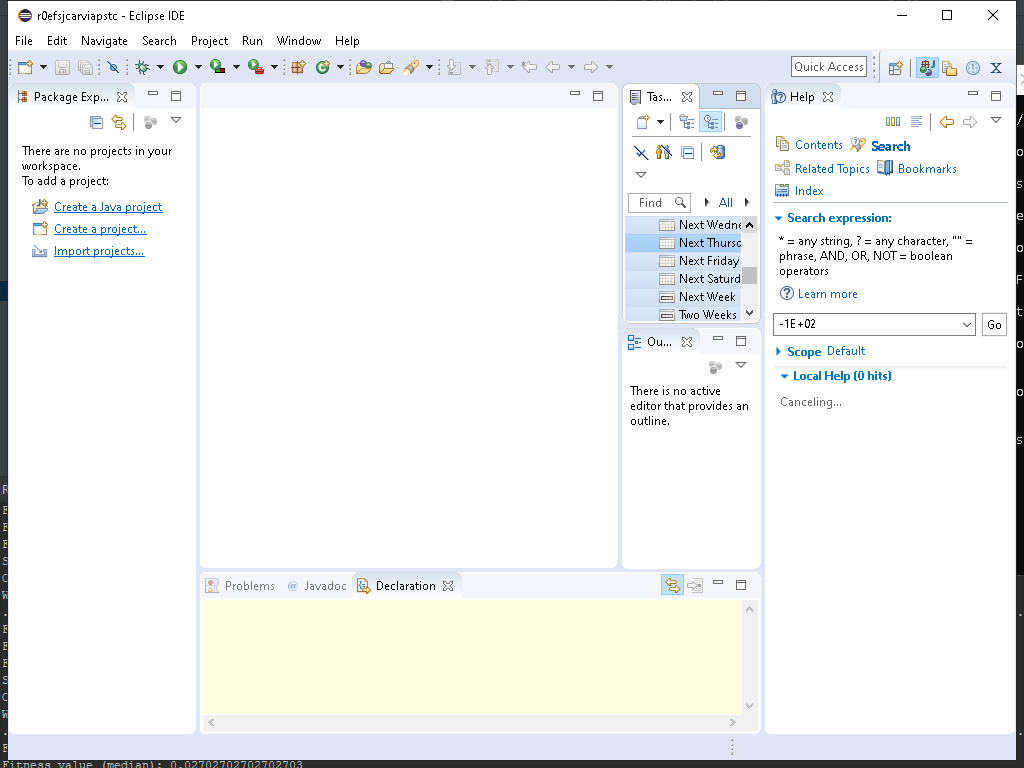 r0efsjcarviapstc - Eclipse IDE
File Edit Navigate Search Project Run Window Help
Quick Access
Package Exp...
There are no projects in your
workspace.
To add a project:
Create a Java project
Create a project...
Import projects...
Tas...
Find
All
Next Wedne
Next Thursd
Next Friday
Next Saturd
Next Week
Two Weeks
Ou...
There is no active
editor that provides an
outline.
Help
Contents Search
Related Topics Bookmarks
Index
Search expression:
* = any string, ? = any character, "" =
phrase, AND, OR, NOT = boolean
operators
Learn more
-1E+02 Go
Scope Default
Local Help (0 hits)
Canceling...
Problems @ Javadoc Declaration
Fitness value (median): 0.02702702702702703